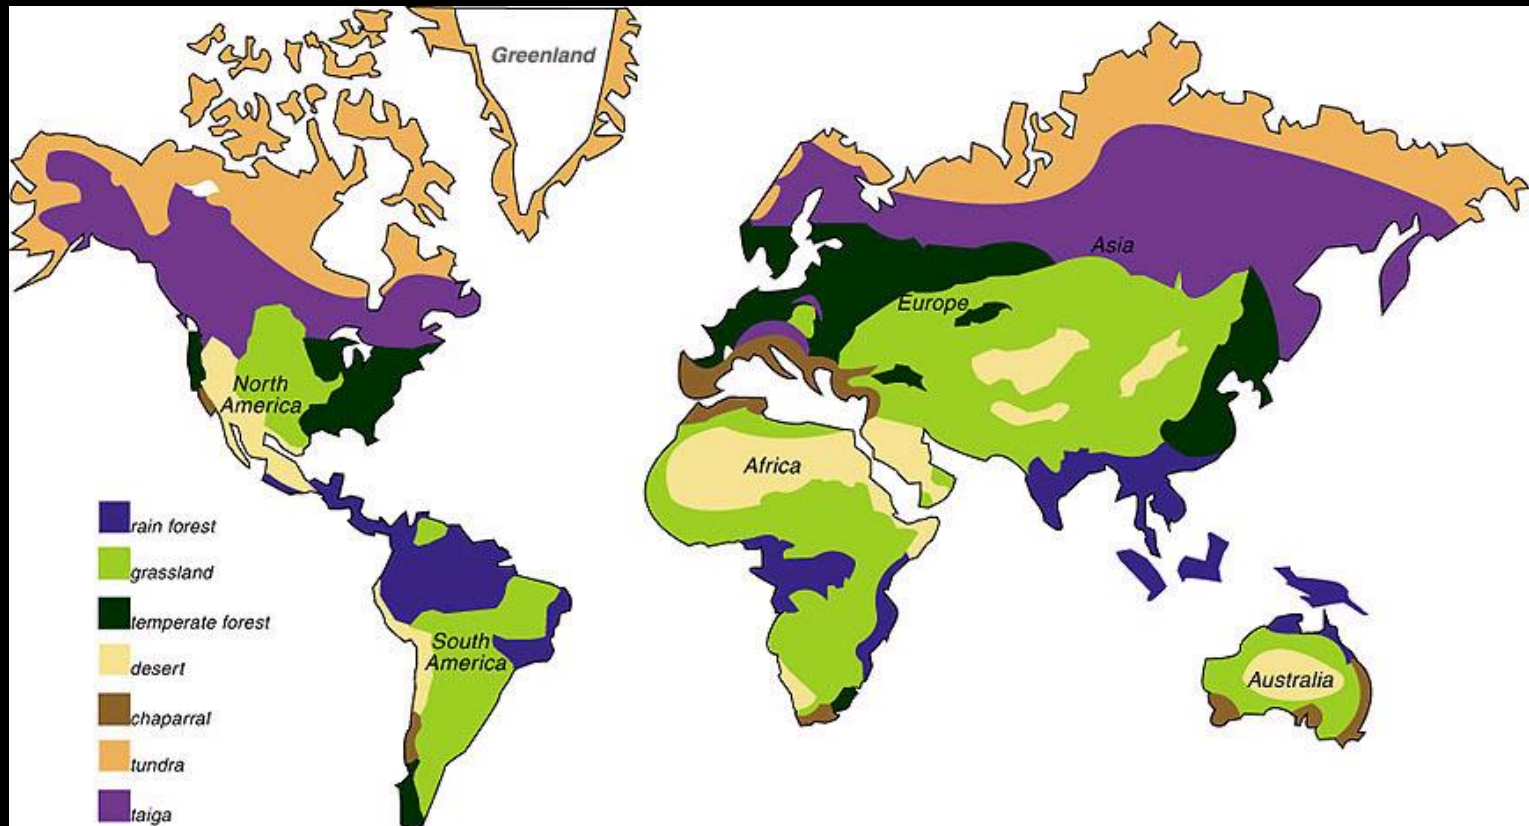 Greenland
Asia
Europe
North
America
Africa
rain forest
grassland
temperate forest
South
America
desert
Australia
chaparral
tundra
taiga